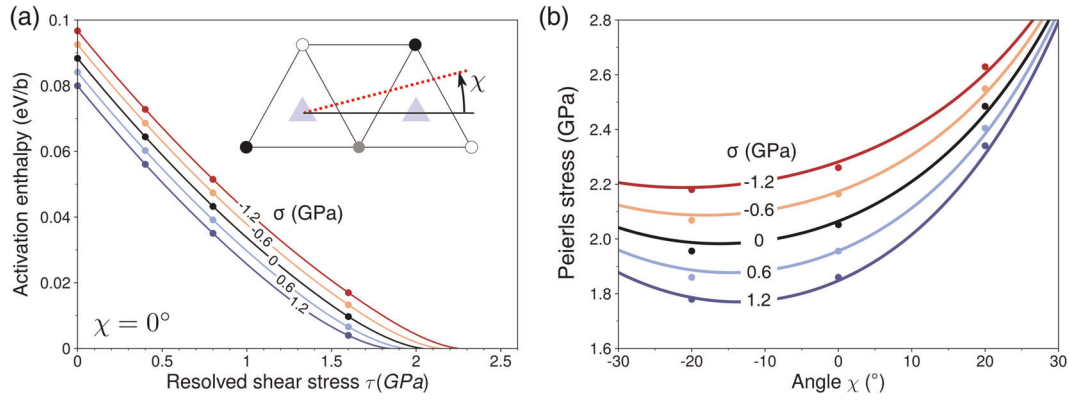 (a)
Activation enthalpy (eV/b)
0.1
0.08
0.06
0.04
0.02
0
χ
σ (GPa)
-1.2
-0.6
0
0.6
1.2
χ = 0°
0.0 0.5 1.0 1.5 2.0 2.5
Resolved shear stress τ(GPa)
(b)
Peierls stress (GPa)
2.8
2.6
2.4
2.2
2.0
1.8
1.6
σ (GPa)
-1.2
-0.6
0
0.6
1.2
-30 -20 -10 0 10 20 30
Angle χ (°)